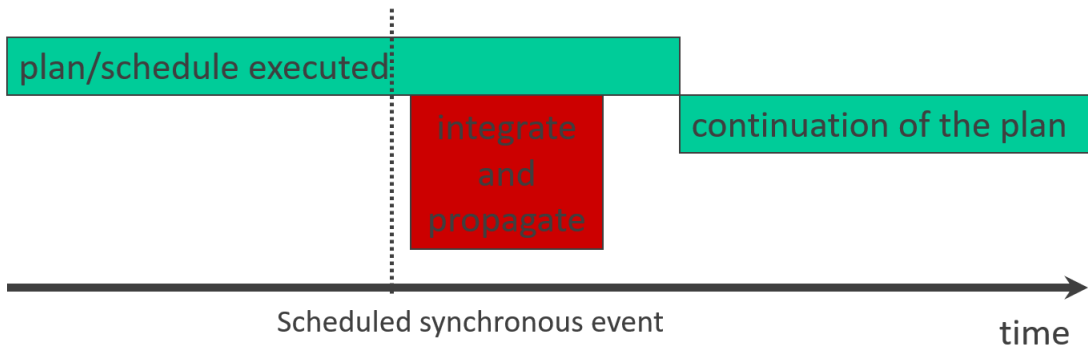 plan/schedule executed
integrate
and
propagate
continuation of the plan
Scheduled synchronous event
time